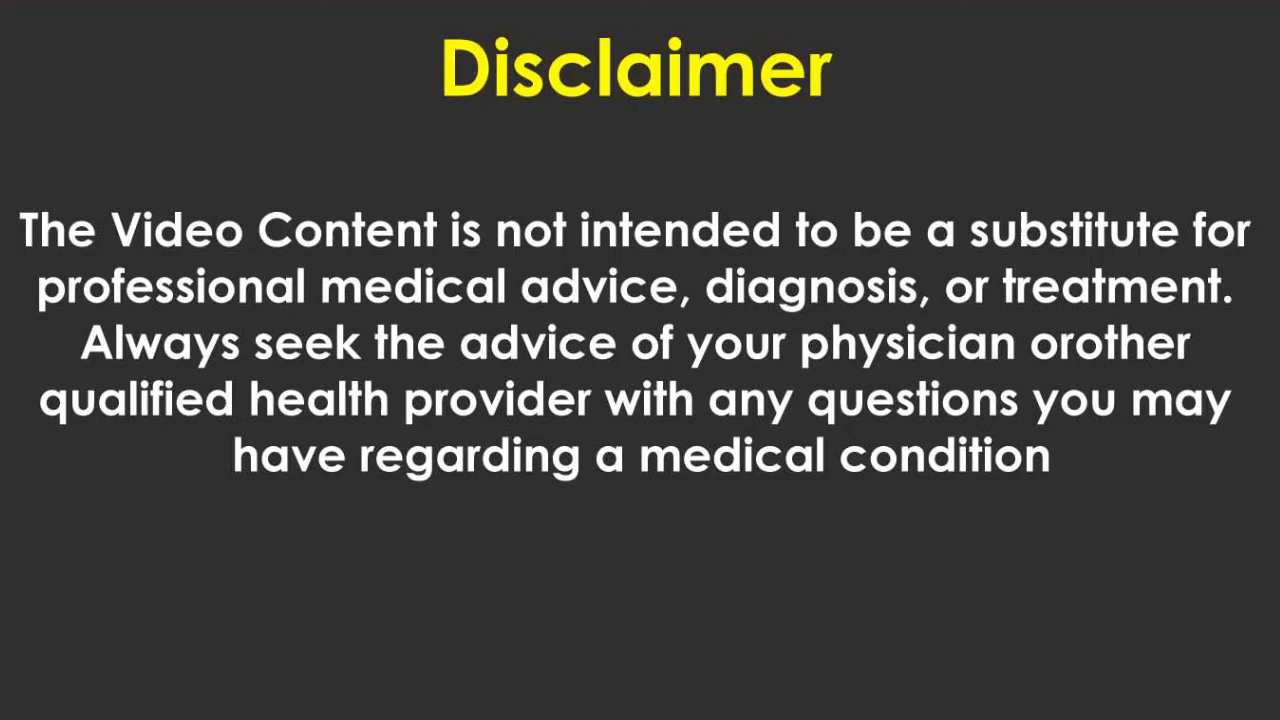 Disclaimer
The Video Content is not intended to be a substitute for
professional medical advice, diagnosis, or treatment.
Always seek the advice of your physician orother
qualified health provider with any questions you may
have regarding a medical condition